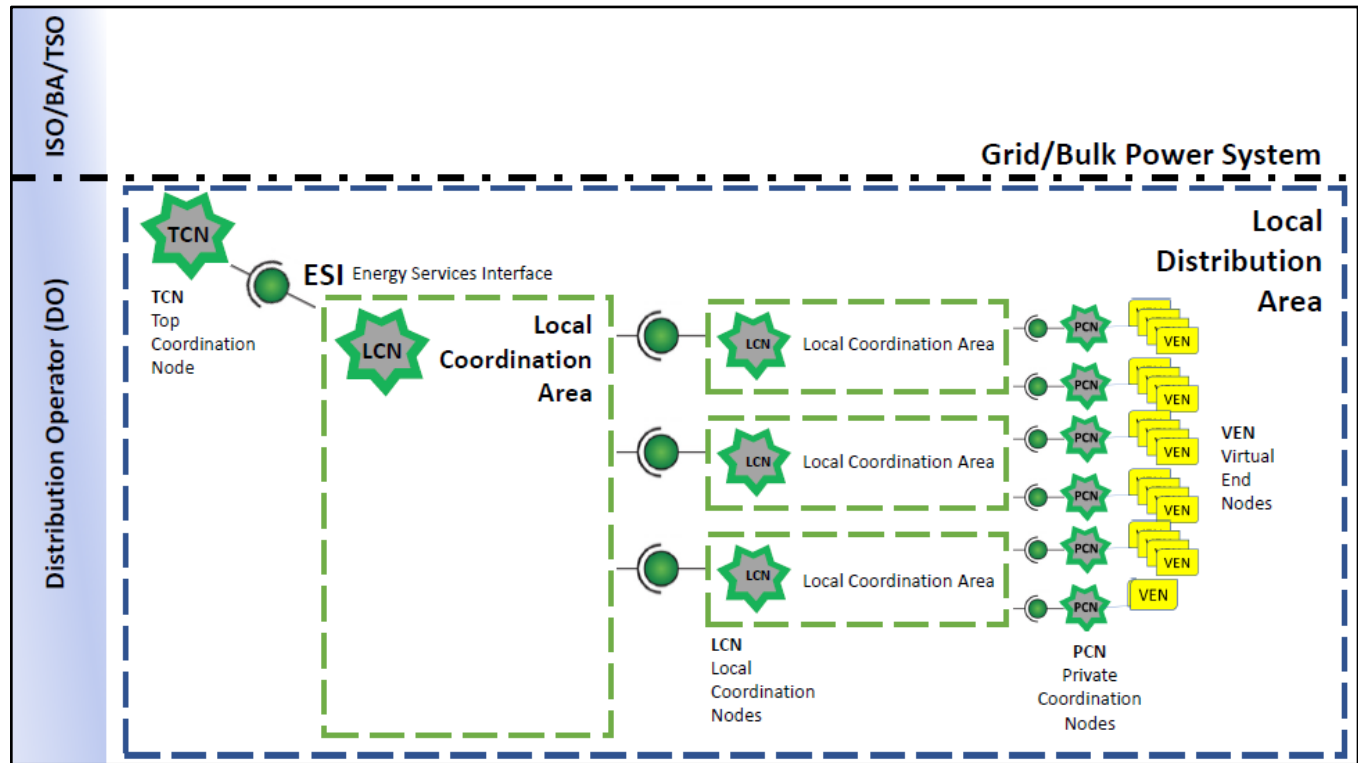 ISO/BA/TSO
Grid/Bulk Power System
Distribution Operator (DO)
Local
Distribution
Area
TCN
TCN
Top
Coordination
Node
ESI Energy Services Interface
LCN
Local
Coordination
Area
LCN
Local Coordination Area
LCN
Local Coordination Area
LCN
Local Coordination Area
LCN
Local
Coordination
Nodes
PCN
VEN
PCN
VEN
PCN
VEN
PCN
VEN
PCN
VEN
PCN
VEN
PCN
Private
Coordination
Nodes
VEN
Virtual
End
Nodes